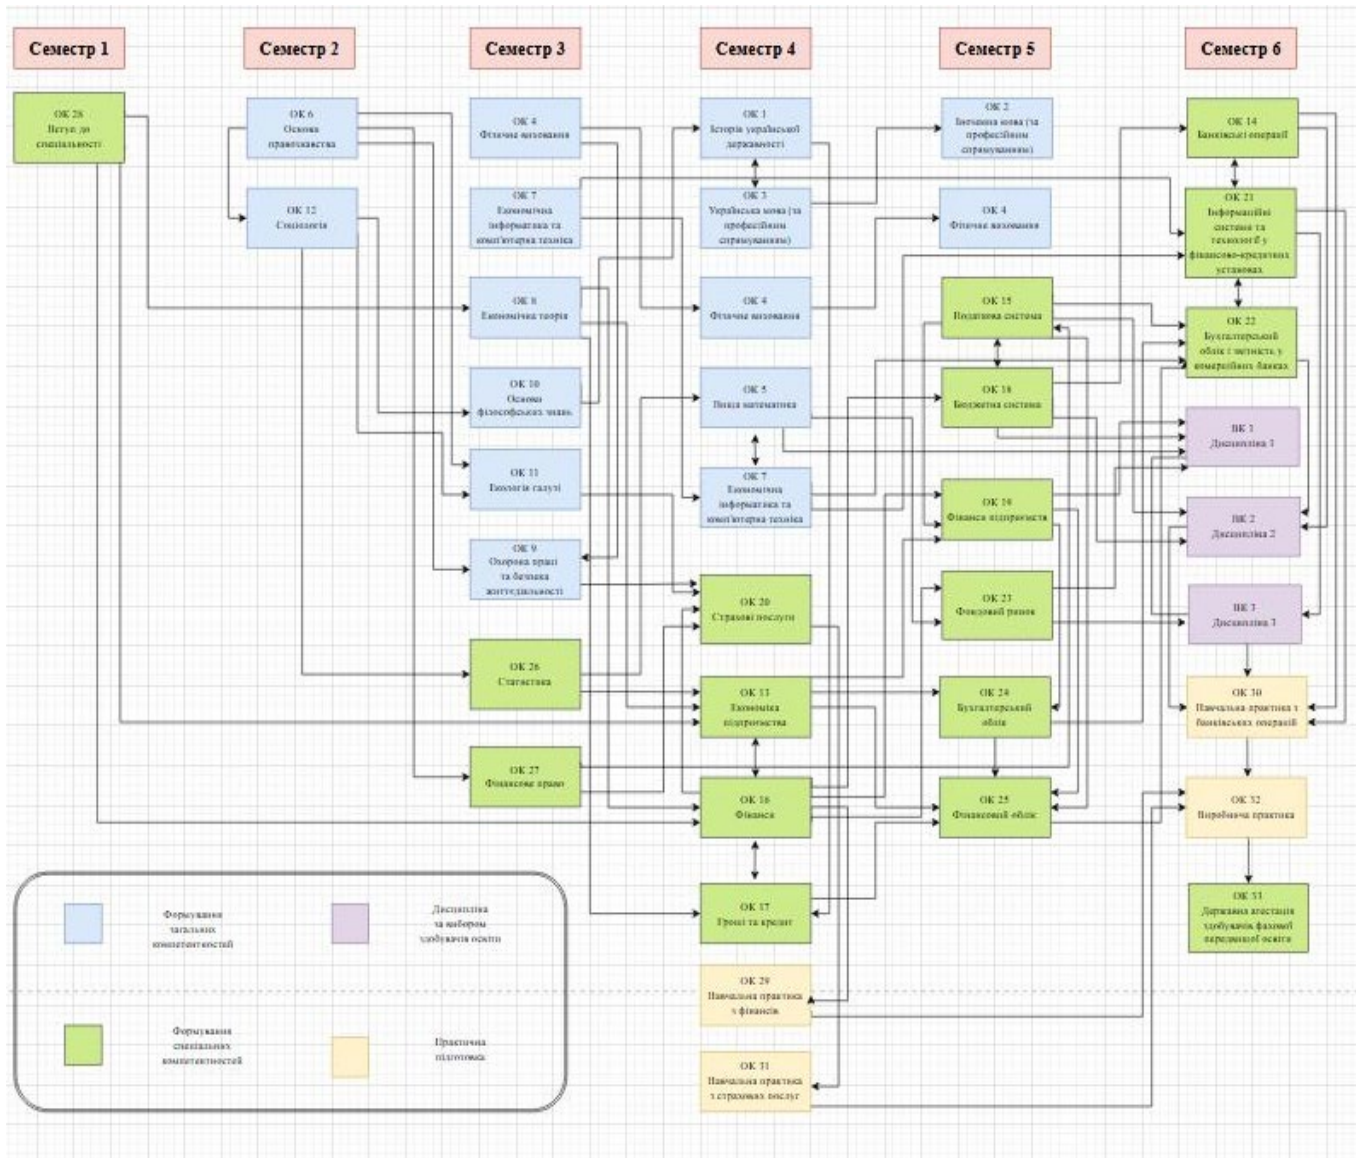 Семестр 1
Семестр 2
Семестр 3
Семестр 4
Семестр 5
Семестр 6
ОК 28
Вступ до
спеціальності
ОК 6
Основи
правознавства
ОК 12
Соціологія
ОК 4
Фізичне виховання
ОК 7
Економічна
інформатика та
комп'ютерна техніка
ОК 8
Економічна теорія
ОК 10
Основи
філософських знань
ОК 11
Екологія галузі
ОК 9
Охорона праці
та безпека
життєдіяльності
ОК 26
Статистика
ОК 27
Фінансове право
ОК 1
Історія української
державності
ОК 3
Українська мова (за
професійним
спрямуванням)
ОК 4
Фізичне виховання
ОК 5
Вища математика
ОК 7
Економічна
інформатика та
комп'ютерна техніка
ОК 20
Страхові послуги
ОК 13
Економіка
підприємства
ОК 16
Фінанси
ОК 17
Гроші та кредит
ОК 29
Навчальна практика
з фінансів
ОК 31
Навчальна практика
з страхових послуг
ОК 2
Іноземна мова (за
професійним
спрямуванням)
ОК 4
Фізичне виховання
ОК 15
Податкова система
ОК 18
Бюджетна система
ОК 19
Фінанси підприємств
ОК 23
Фондовий ринок
ОК 24
Бухгалтерський
облік
ОК 25
Фінансовий облік
ОК 14
Банківські операції
ОК 21
Інформаційні
системи та
технології у
фінансово-кредитних
установах
ОК 22
Бухгалтерський
облік і звітність у
комерційних банках
ВК 1
Дисципліна 1
ВК 2
Дисципліна 2
ВК 3
Дисципліна 3
ОК 30
Навчальна практика з
банківських операцій
ОК 32
Виробнича практика
ОК 33
Державна атестація
здобувачів фахової
передвищої освіти
Формування
загальних
компетентностей
Дисципліна
за вибором
здобувачів освіти
Формування
спеціальних
компетентностей
Практична
підготовка